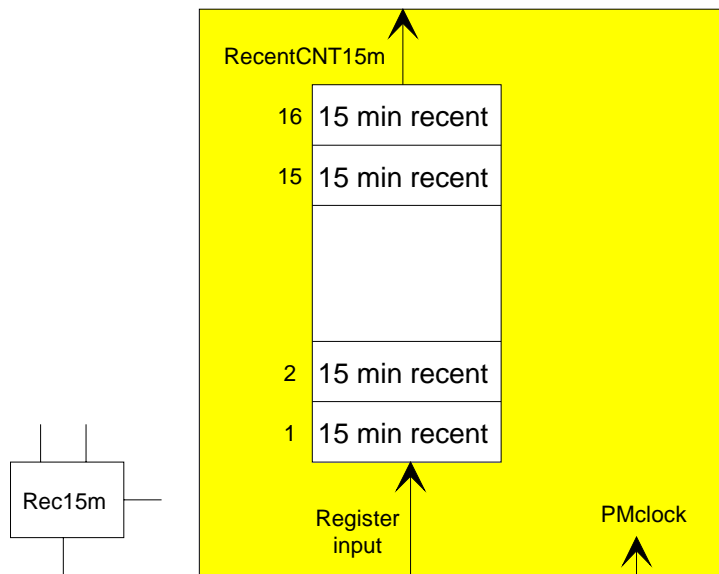 RecentCNT15m
16 15 min recent
15 15 min recent
2 15 min recent
1 15 min recent
Rec15m
Register
input
PMclock